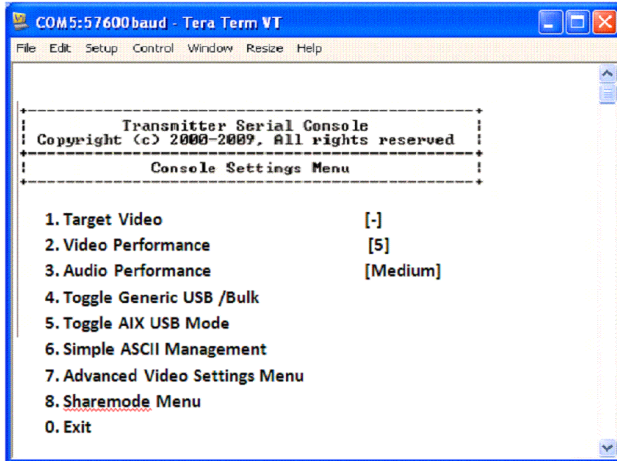 COM5:57600baud - Tera Term VT
File Edit Setup Control Window Resize Help
Transmitter Serial Console
Copyright (c) 2000-2009, All rights reserved
Console Settings Menu
1. Target Video [-]
2. Video Performance [5]
3. Audio Performance [Medium]
4. Toggle Generic USB /Bulk
5. Toggle AIX USB Mode
6. Simple ASCII Management
7. Advanced Video Settings Menu
8. Sharemode Menu
0. Exit